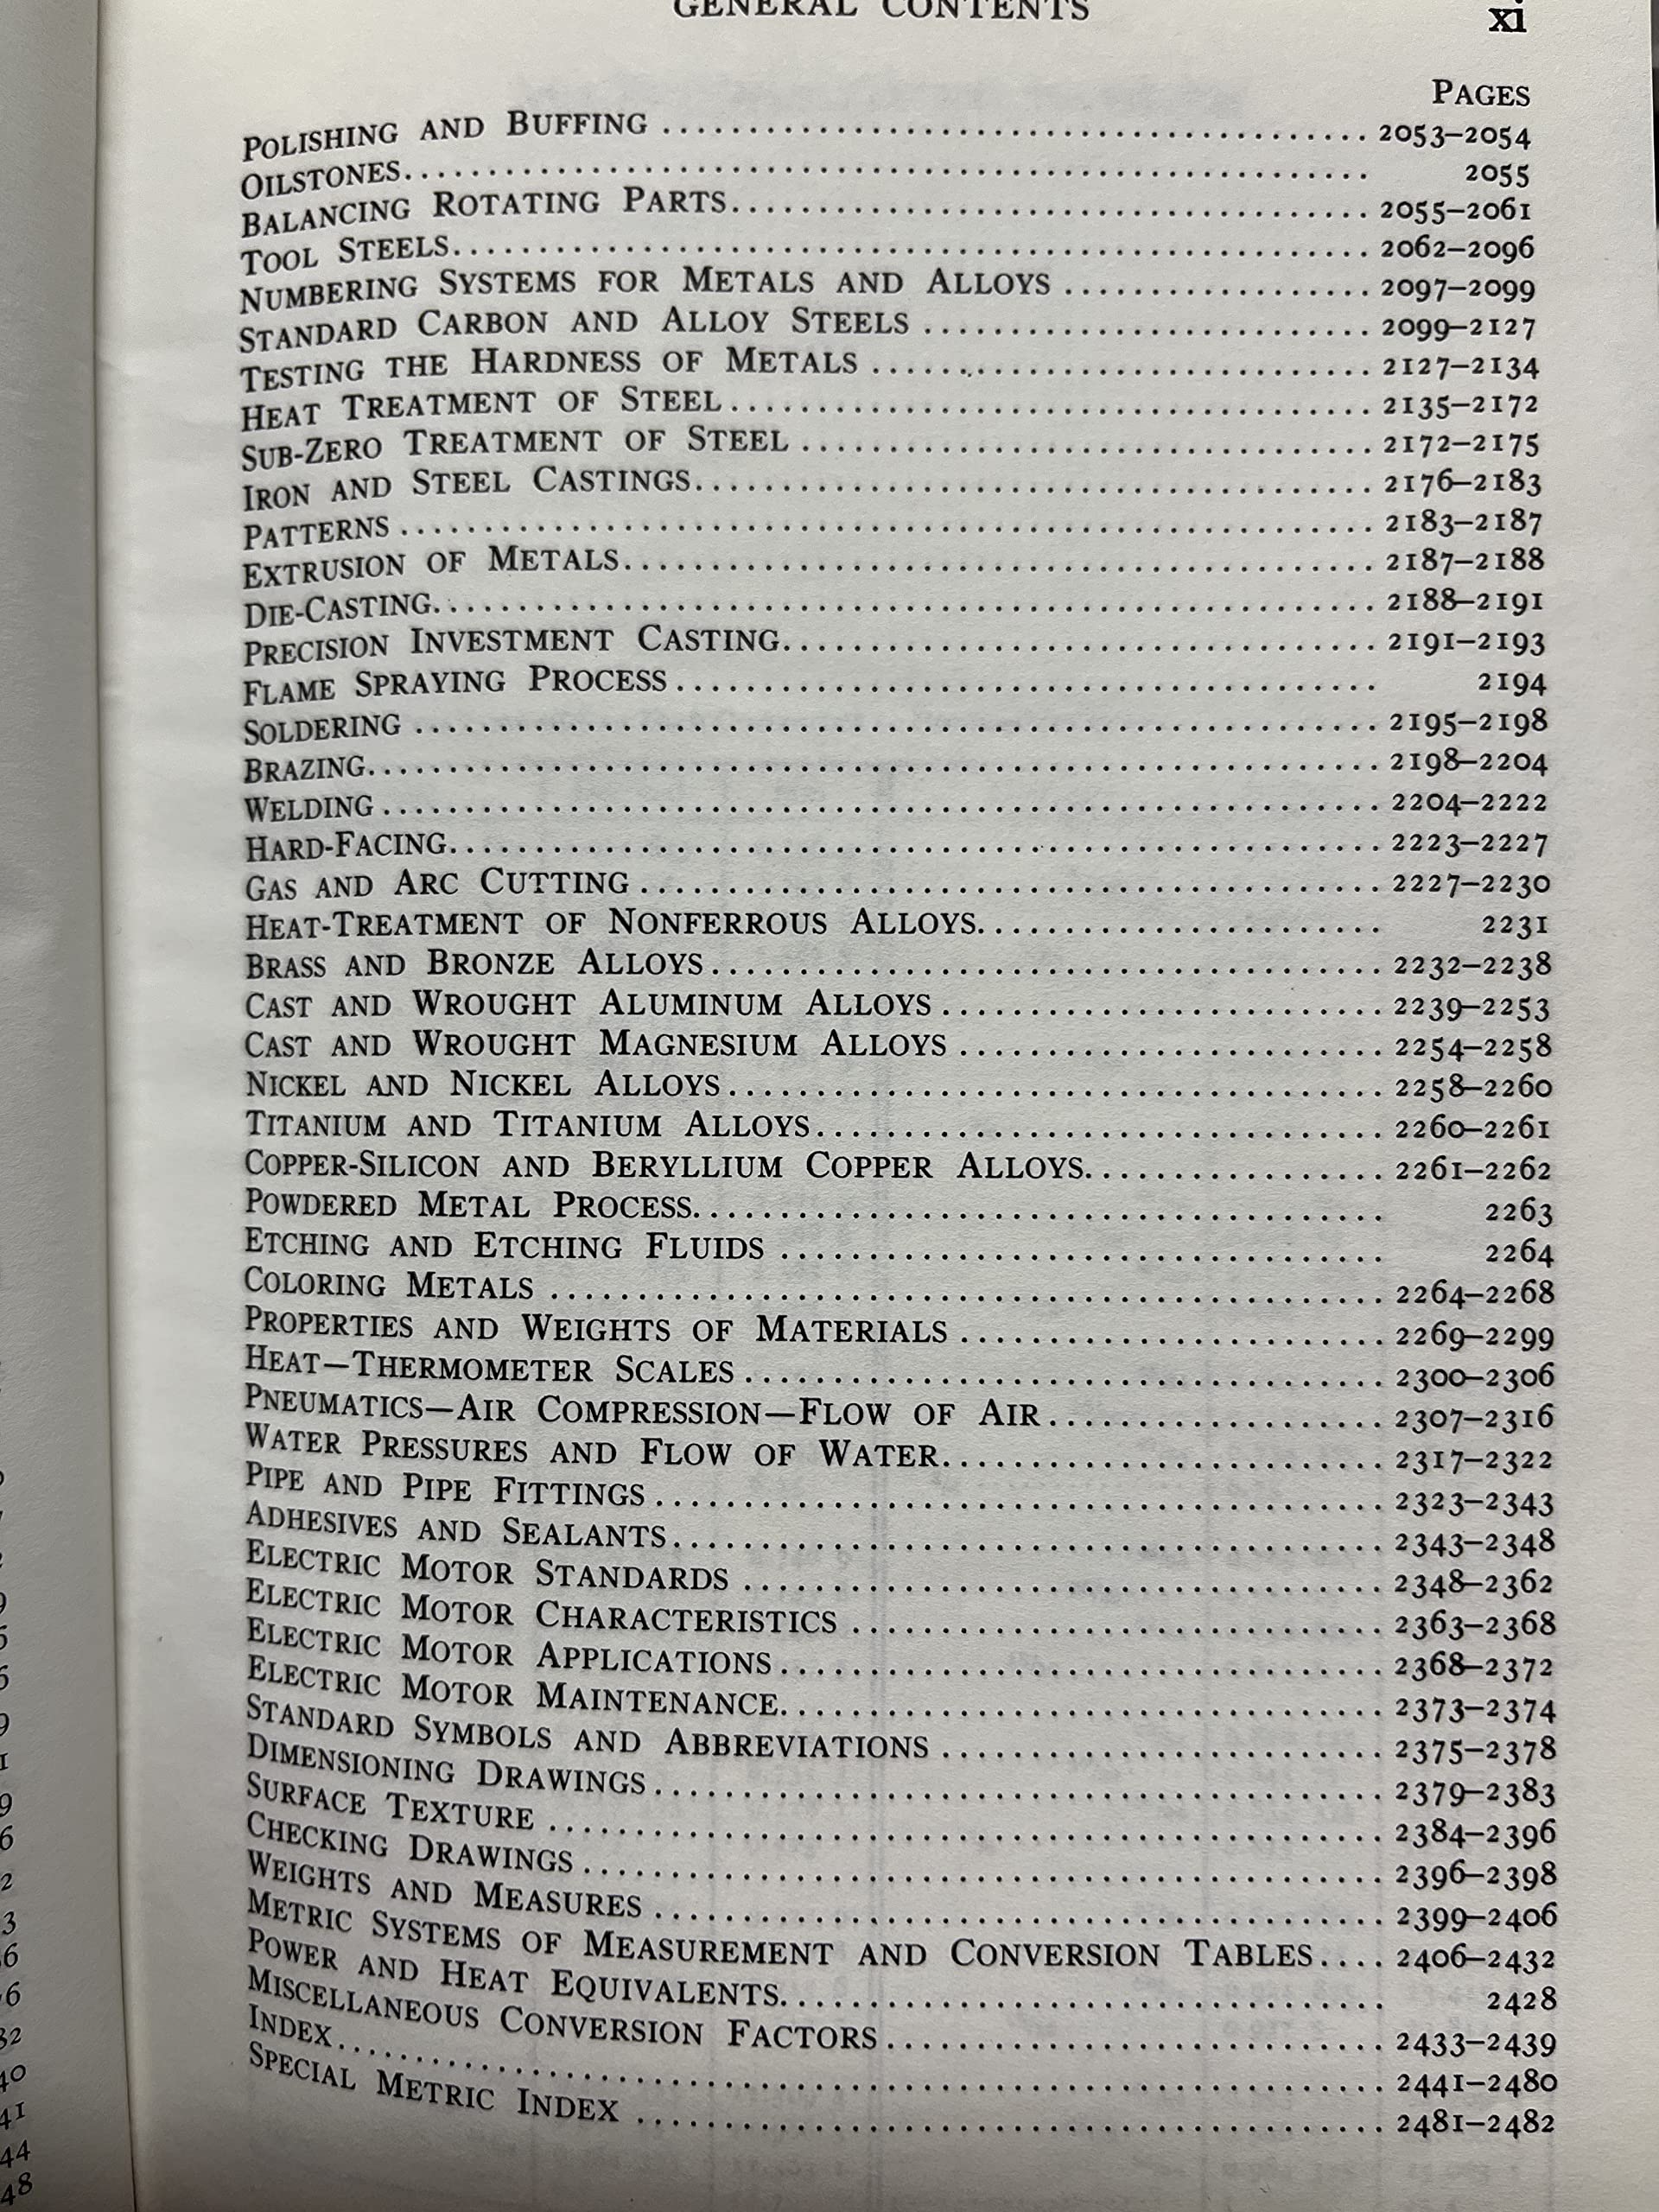 GENERAL CONTENTS
xi
PAGES
POLISHING AND BUFFING .......... 2053–2054
OILSTONES.......... 2055
BALANCING ROTATING PARTS.......... 2055–2061
TOOL STEELS.......... 2062–2096
NUMBERING SYSTEMS FOR METALS AND ALLOYS .......... 2097–2099
STANDARD CARBON AND ALLOY STEELS .......... 2099–2127
TESTING THE HARDNESS OF METALS .......... 2127–2134
HEAT TREATMENT OF STEEL.......... 2135–2172
SUB-ZERO TREATMENT OF STEEL .......... 2172–2175
IRON AND STEEL CASTINGS.......... 2176–2183
PATTERNS .......... 2183–2187
EXTRUSION OF METALS.......... 2187–2188
DIE-CASTING.......... 2188–2191
PRECISION INVESTMENT CASTING.......... 2191–2193
FLAME SPRAYING PROCESS .......... 2194
SOLDERING .......... 2195–2198
BRAZING.......... 2198–2204
WELDING .......... 2204–2222
HARD-FACING.......... 2223–2227
GAS AND ARC CUTTING .......... 2227–2230
HEAT-TREATMENT OF NONFERROUS ALLOYS.......... 2231
BRASS AND BRONZE ALLOYS.......... 2232–2238
CAST AND WROUGHT ALUMINUM ALLOYS .......... 2239–2253
CAST AND WROUGHT MAGNESIUM ALLOYS .......... 2254–2258
NICKEL AND NICKEL ALLOYS.......... 2258–2260
TITANIUM AND TITANIUM ALLOYS.......... 2260–2261
COPPER-SILICON AND BERYLLIUM COPPER ALLOYS.......... 2261–2262
POWDERED METAL PROCESS.......... 2263
ETCHING AND ETCHING FLUIDS .......... 2264
COLORING METALS .......... 2264–2268
PROPERTIES AND WEIGHTS OF MATERIALS .......... 2269–2299
HEAT—THERMOMETER SCALES .......... 2300–2306
PNEUMATICS—AIR COMPRESSION—FLOW OF AIR.......... 2307–2316
WATER PRESSURES AND FLOW OF WATER.......... 2317–2322
PIPE AND PIPE FITTINGS .......... 2323–2343
ADHESIVES AND SEALANTS.......... 2343–2348
ELECTRIC MOTOR STANDARDS .......... 2348–2362
ELECTRIC MOTOR CHARACTERISTICS .......... 2363–2368
ELECTRIC MOTOR APPLICATIONS .......... 2368–2372
ELECTRIC MOTOR MAINTENANCE.......... 2373–2374
STANDARD SYMBOLS AND ABBREVIATIONS .......... 2375–2378
DIMENSIONING DRAWINGS .......... 2379–2383
SURFACE TEXTURE .......... 2384–2396
CHECKING DRAWINGS .......... 2396–2398
WEIGHTS AND MEASURES .......... 2399–2406
METRIC SYSTEMS OF MEASUREMENT AND CONVERSION TABLES.... 2406–2432
POWER AND HEAT EQUIVALENTS.......... 2428
MISCELLANEOUS CONVERSION FACTORS .......... 2433–2439
INDEX.......... 2441–2480
SPECIAL METRIC INDEX .......... 2481–2482